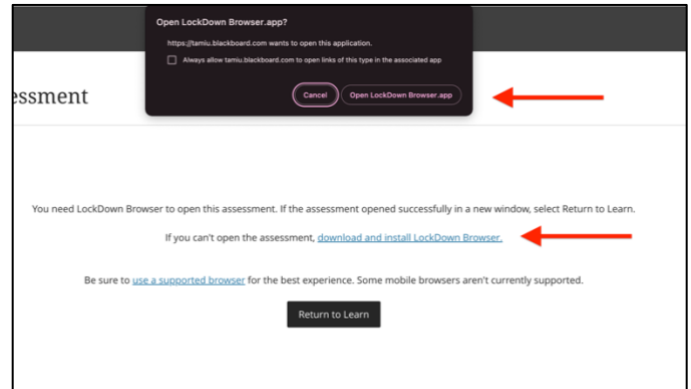 Open LockDown Browser.app?
https://tamiu.blackboard.com wants to open this application.
Always allow tamiu.blackboard.com to open links of this type in the associated app
Cancel
Open LockDown Browser.app
essment
You need LockDown Browser to open this assessment. If the assessment opened successfully in a new window, select Return to Learn.
If you can't open the assessment, download and install LockDown Browser.
Be sure to use a supported browser for the best experience. Some mobile browsers aren't currently supported.
Return to Learn